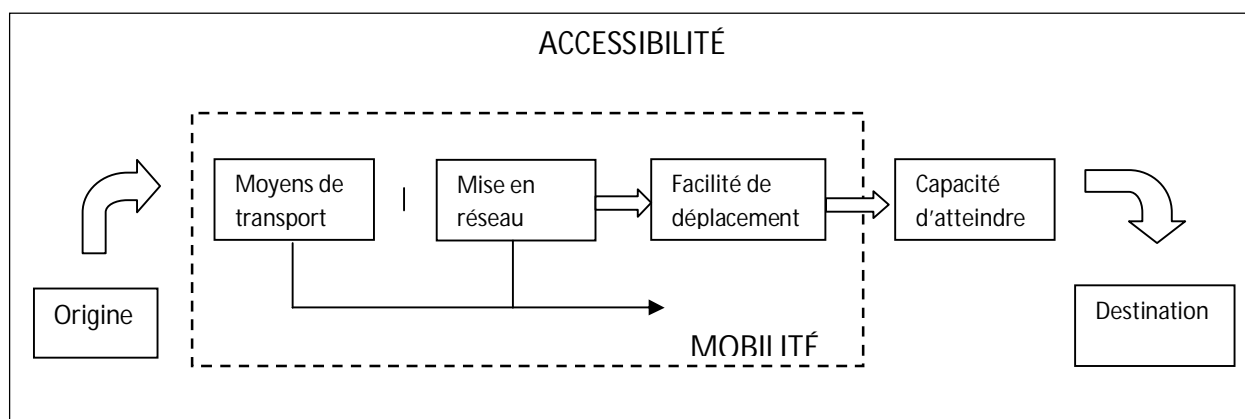 ACCESSIBILITÉ
Moyens de
transport
Mise en
réseau
Facilité de
déplacement
Capacité
d'atteindre
Origine
Destination
MOBILITÉ